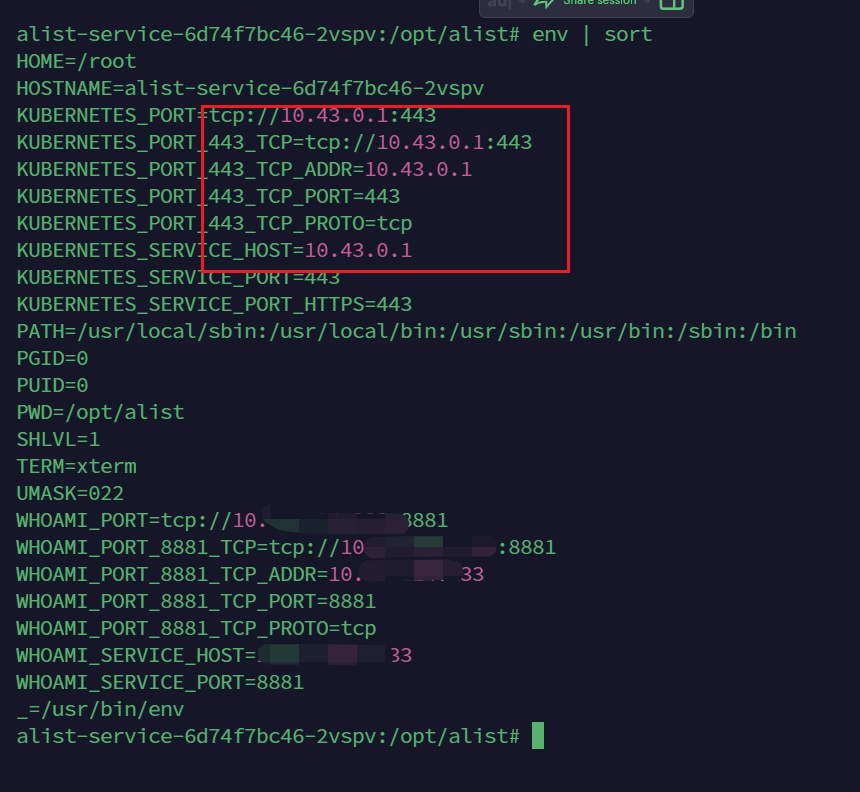 Share session
alist-service-6d74f7bc46-2vspv:/opt/alist# env | sort
HOME=/root
HOSTNAME=alist-service-6d74f7bc46-2vspv
KUBERNETES_PORT=tcp://10.43.0.1:443
KUBERNETES_PORT_443_TCP=tcp://10.43.0.1:443
KUBERNETES_PORT_443_TCP_ADDR=10.43.0.1
KUBERNETES_PORT_443_TCP_PORT=443
KUBERNETES_PORT_443_TCP_PROTO=tcp
KUBERNETES_SERVICE_HOST=10.43.0.1
KUBERNETES_SERVICE_PORT=443
KUBERNETES_SERVICE_PORT_HTTPS=443
PATH=/usr/local/sbin:/usr/local/bin:/usr/sbin:/usr/bin:/sbin:/bin
PGID=0
PUID=0
PWD=/opt/alist
SHLVL=1
TERM=xterm
UMASK=022
WHOAMI_PORT=tcp://10. 8881
WHOAMI_PORT_8881_TCP=tcp://10 :8881
WHOAMI_PORT_8881_TCP_ADDR=10. 33
WHOAMI_PORT_8881_TCP_PORT=8881
WHOAMI_PORT_8881_TCP_PROTO=tcp
WHOAMI_SERVICE_HOST= 33
WHOAMI_SERVICE_PORT=8881
_=/usr/bin/env
alist-service-6d74f7bc46-2vspv:/opt/alist#